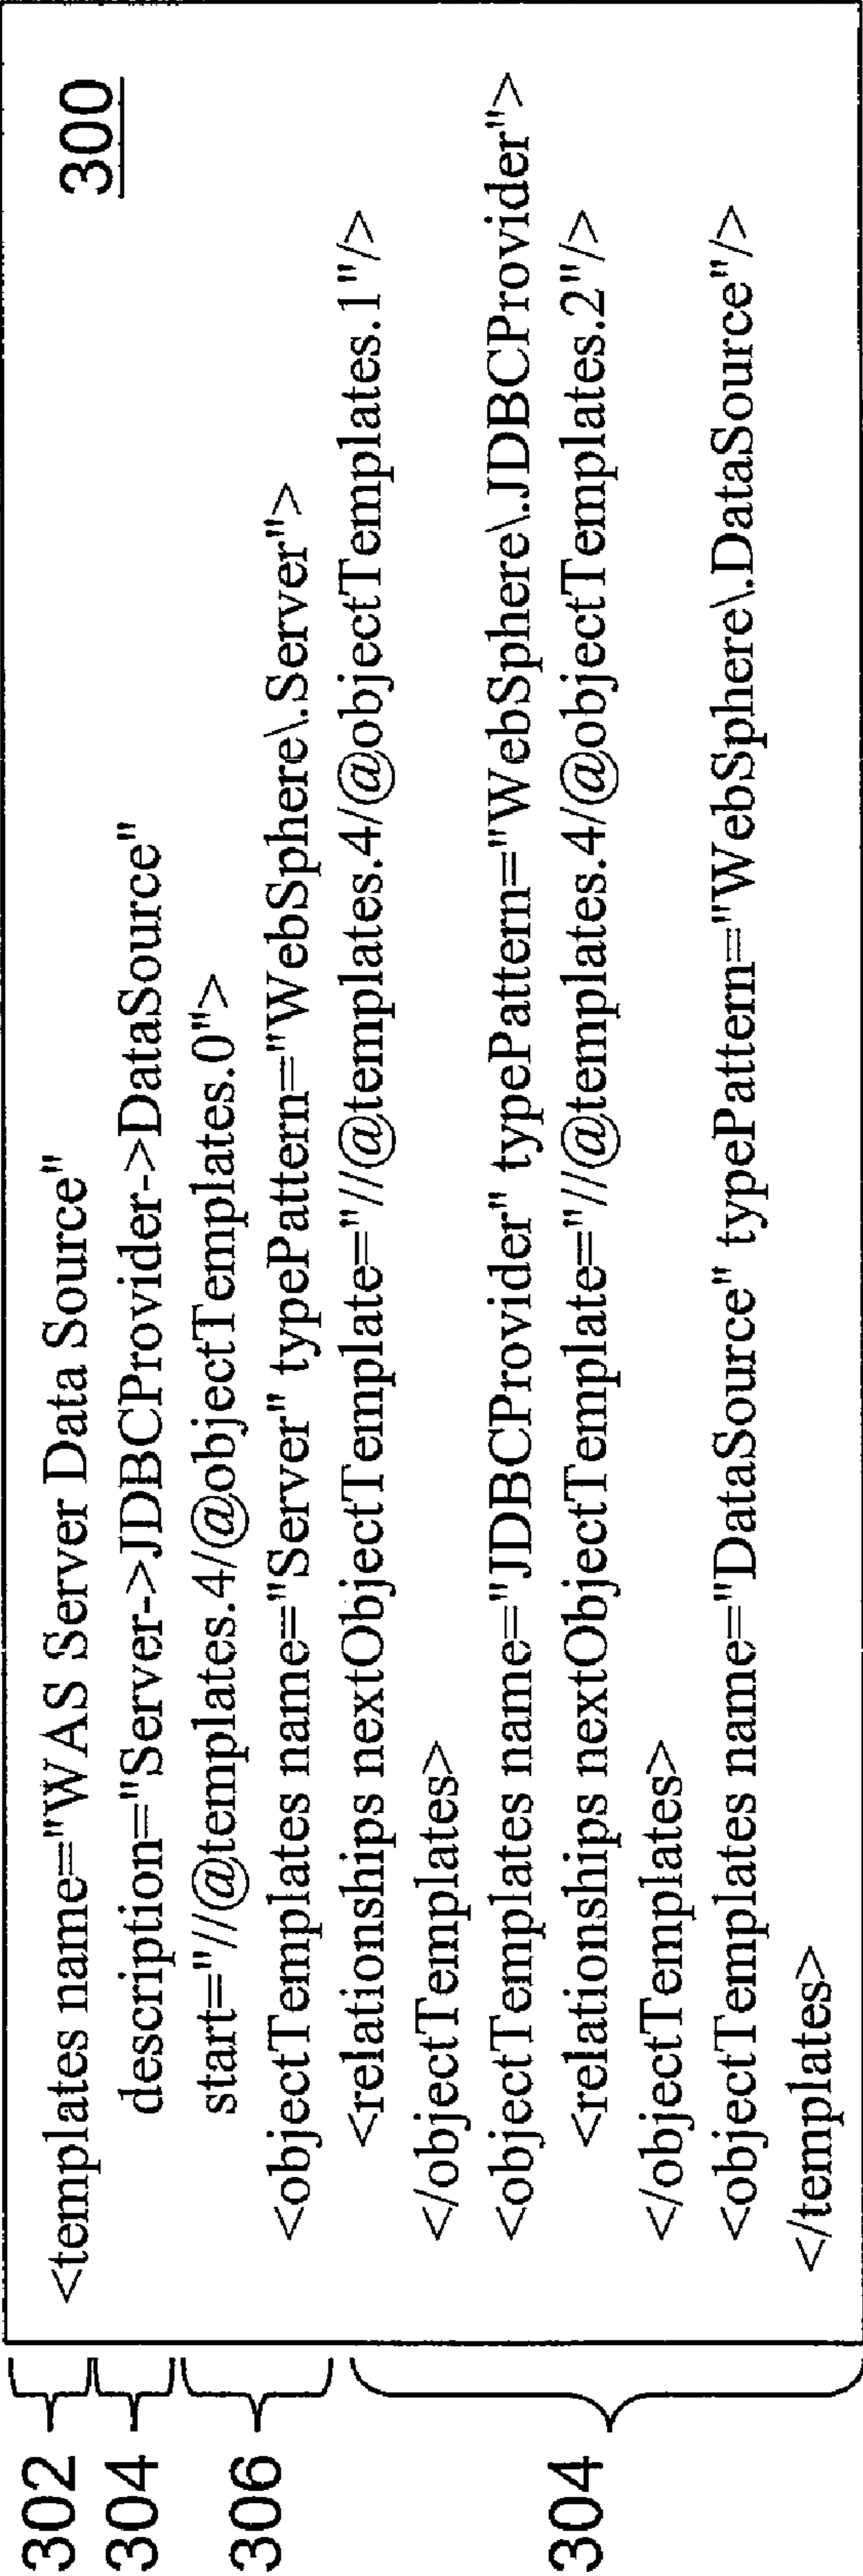 300
302
304
306
304
<templates name="WAS Server Data Source"
description="Server->JDBCProvider->DataSource"
start="//@templates.4/@objectTemplates.0">
<objectTemplates name="Server" typePattern="WebSphere\.Server">
<relationships nextObjectTemplate="//@templates.4/@objectTemplates.1"/>
</objectTemplates>
<objectTemplates name="JDBCProvider" typePattern="WebSphere\.JDBCProvider">
<relationships nextObjectTemplate="//@templates.4/@objectTemplates.2"/>
</objectTemplates>
<objectTemplates name="DataSource" typePattern="WebSphere\.DataSource"/>
</templates>